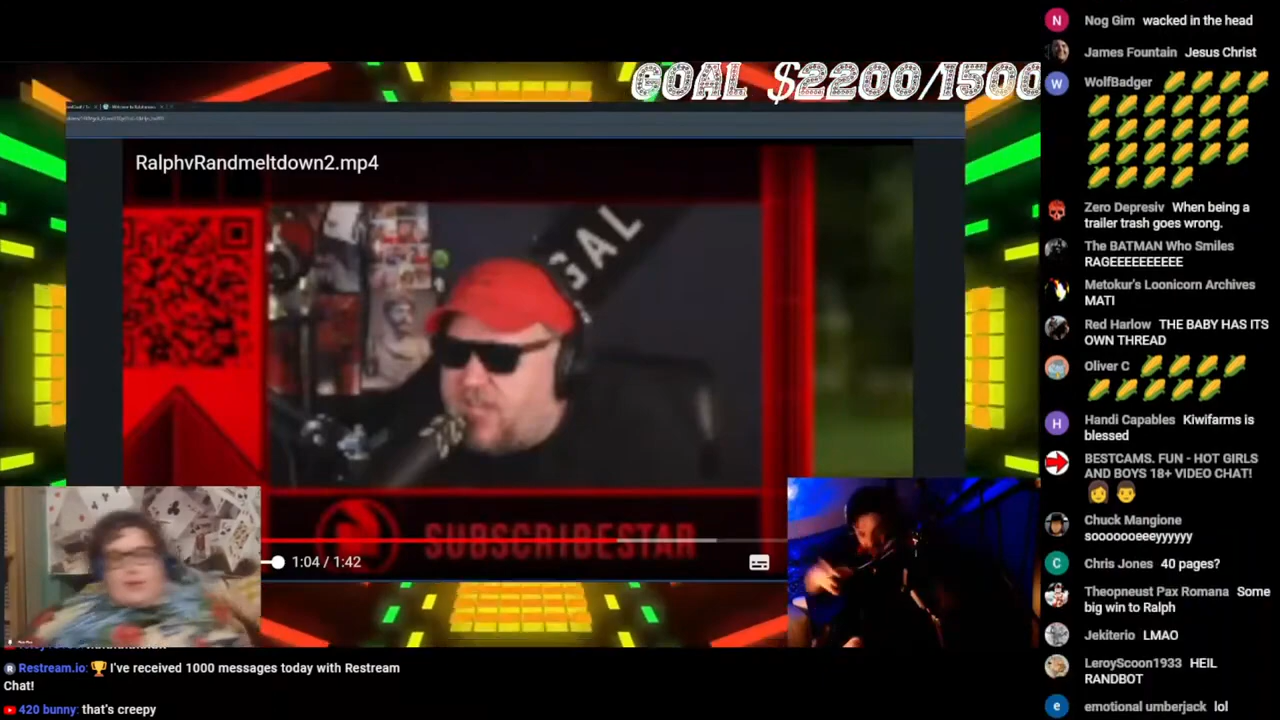 GOAL $2200/1500
RalphvRandmeltdown2.mp4
GAL
SUBSCRIBESTAR
1:04 / 1:42
Restream.io: 🏆 I've received 1000 messages today with Restream
Chat!
420 bunny: that's creepy
N Nog Gim wacked in the head
James Fountain Jesus Christ
W WolfBadger 🌽🌽🌽🌽🌽
🌽🌽🌽🌽🌽🌽
🌽🌽🌽🌽🌽🌽
🌽🌽🌽🌽🌽🌽
🌽🌽🌽🌽
Zero Depresiv When being a
trailer trash goes wrong.
The BATMAN Who Smiles
RAGEEEEEEEEEE
Metokur's Loonicorn Archives
MATI
Red Harlow THE BABY HAS ITS
OWN THREAD
Oliver C 🌽🌽🌽🌽
🌽🌽🌽🌽🌽
H Handi Capables Kiwifarms is
blessed
BESTCAMS. FUN - HOT GIRLS
AND BOYS 18+ VIDEO CHAT!
👩👨
Chuck Mangione
sooooooeeeyyyyyy
C Chris Jones 40 pages?
Theopneust Pax Romana Some
big win to Ralph
Jekiterio LMAO
LeroyScoon1933 HEIL
RANDBOT
e emotional umberjack lol